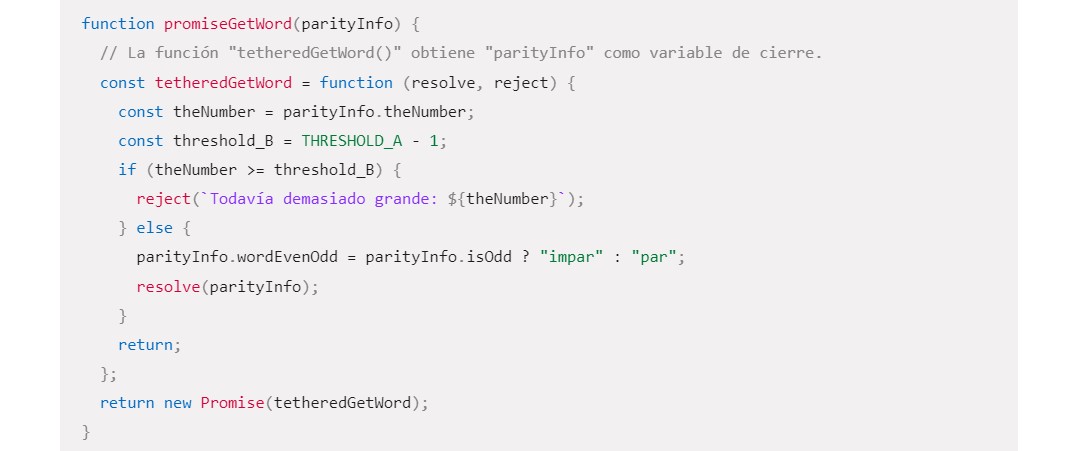 function promiseGetWord(parityInfo) {
// La función "tetheredGetWord()" obtiene "parityInfo" como variable de cierre.
const tetheredGetWord = function (resolve, reject) {
const theNumber = parityInfo.theNumber;
const threshold_B = THRESHOLD_A - 1;
if (theNumber >= threshold_B) {
reject(`Todavía demasiado grande: ${theNumber}`);
} else {
parityInfo.wordEvenOdd = parityInfo.isOdd ? "impar" : "par";
resolve(parityInfo);
}
return;
};
return new Promise(tetheredGetWord);
}